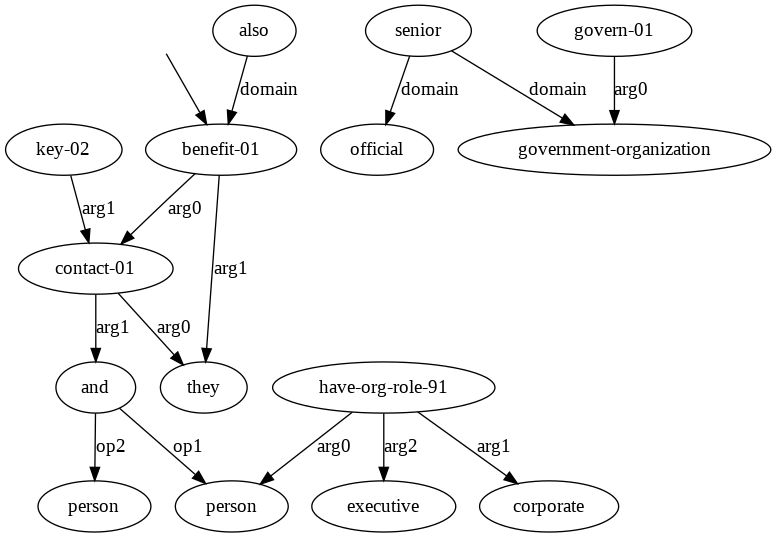 also
senior
govern-01
domain
domain
domain
arg0
key-02
benefit-01
official
government-organization
arg1
arg0
contact-01
arg1
arg1
arg0
and
they
have-org-role-91
op2
op1
arg0
arg2
arg1
person
person
executive
corporate